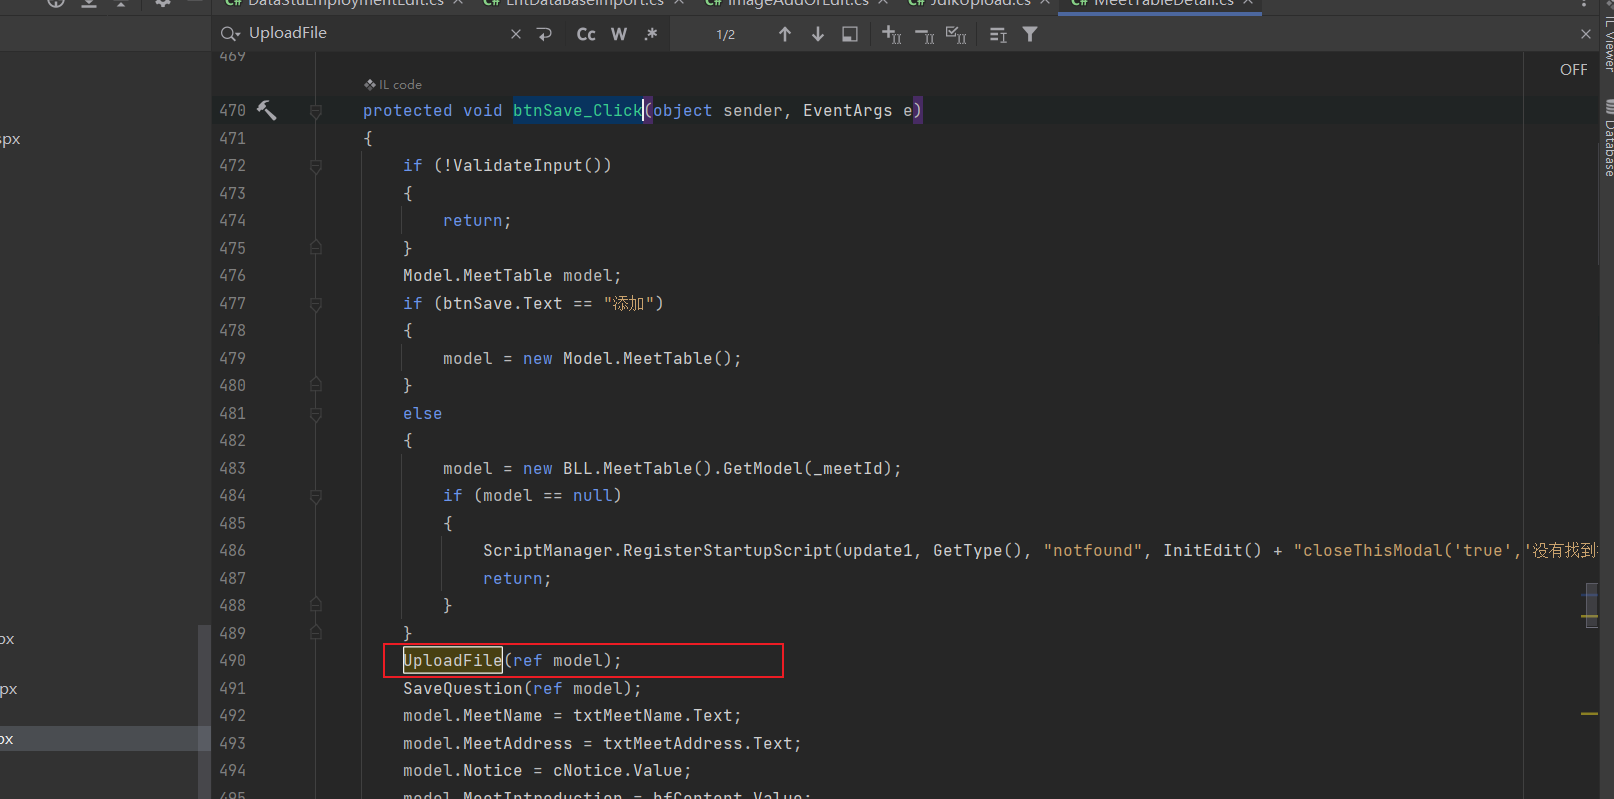 DataStuEmploymentEdit.cs EntDataBaseImport.cs ImageAddOrEdit.cs JdlkUpload.cs MeetTableDetail.cs
UploadFile Cc W .* 1/2
OFF
IL Viewer
Database
spx
px
px
px
469
IL code
470 protected void btnSave_Click(object sender, EventArgs e)
471 {
472 if (!ValidateInput())
473 {
474 return;
475 }
476 Model.MeetTable model;
477 if (btnSave.Text == "添加")
478 {
479 model = new Model.MeetTable();
480 }
481 else
482 {
483 model = new BLL.MeetTable().GetModel(_meetId);
484 if (model == null)
485 {
486 ScriptManager.RegisterStartupScript(update1, GetType(), "notfound", InitEdit() + "closeThisModal('true','没有找到
487 return;
488 }
489 }
490 UploadFile(ref model);
491 SaveQuestion(ref model);
492 model.MeetName = txtMeetName.Text;
493 model.MeetAddress = txtMeetAddress.Text;
494 model.Notice = cNotice.Value;
495 model.MeetIntroduction = hfContent.Value;